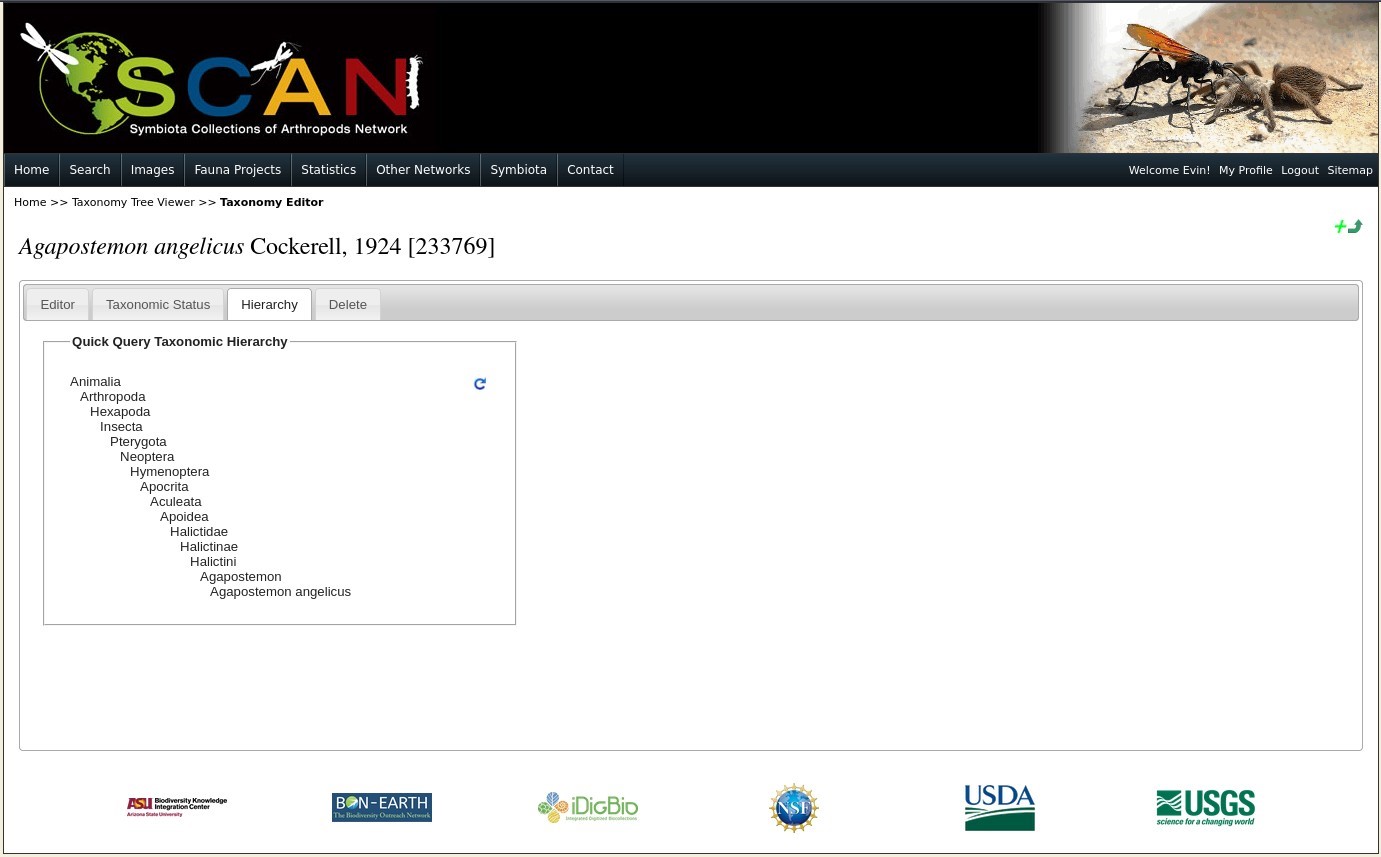 SCAN
Symbiota Collections of Arthropods Network
Home Search Images Fauna Projects Statistics Other Networks Symbiota Contact Welcome Evin! My Profile Logout Sitemap
Home >> Taxonomy Tree Viewer >> Taxonomy Editor
Agapostemon angelicus Cockerell, 1924 [233769]
Editor Taxonomic Status Hierarchy Delete
Quick Query Taxonomic Hierarchy
Animalia
Arthropoda
Hexapoda
Insecta
Pterygota
Neoptera
Hymenoptera
Apocrita
Aculeata
Apoidea
Halictidae
Halictinae
Halictini
Agapostemon
Agapostemon angelicus
ASU Biodiversity Knowledge
Integration Center
Arizona State University
BON-EARTH
The Biodiversity Outreach Network
iDigBio
Integrated Digitized Biocollections
NSF
USDA
USGS
science for a changing world